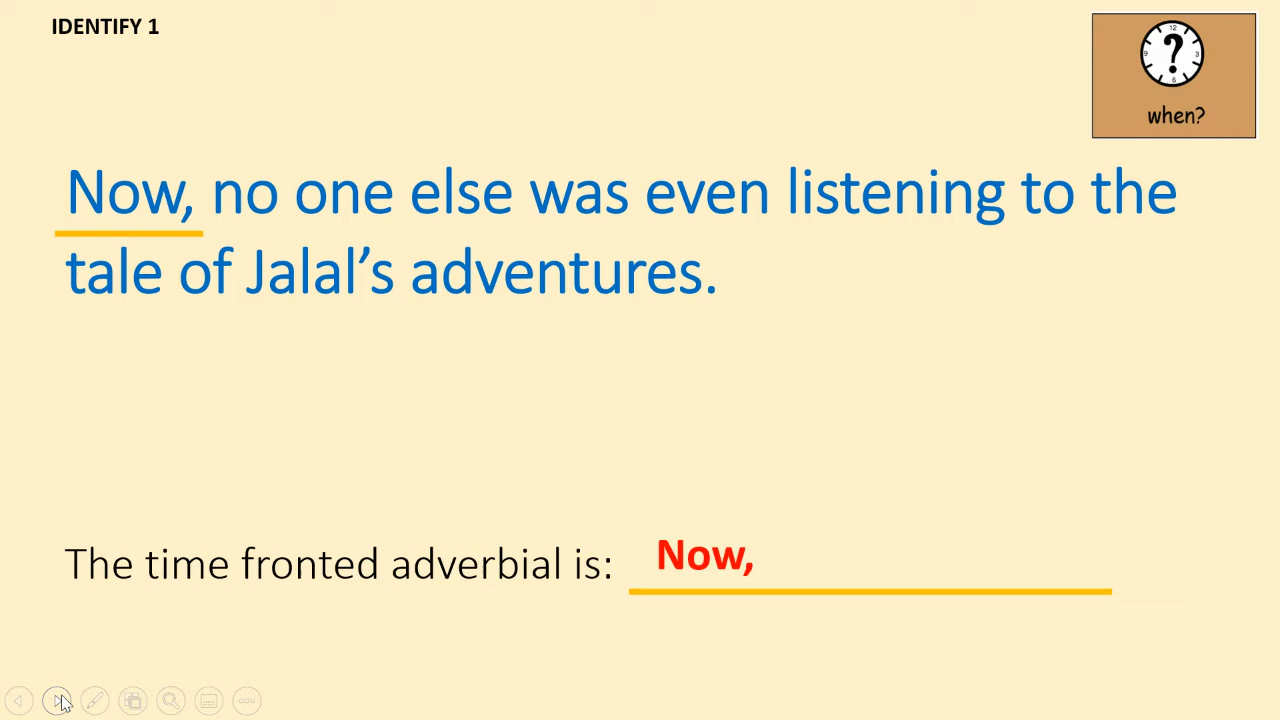 IDENTIFY 1
when?
Now, no one else was even listening to the
tale of Jalal’s adventures.
The time fronted adverbial is: Now,